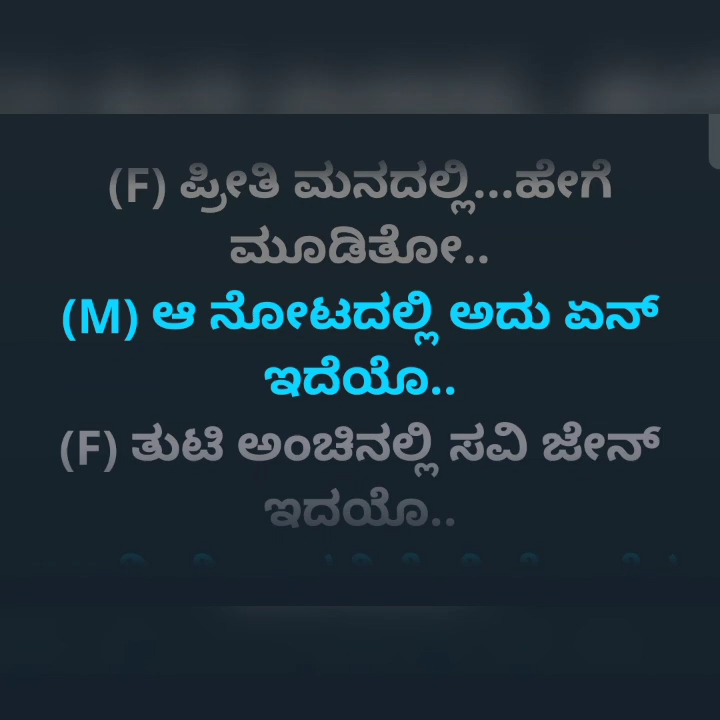 (F) ಪ್ರೀತಿ ಮನದಲ್ಲಿ...ಹೇಗೆ
ಮೂಡಿತೋ..
(M) ಆ ನೋಟದಲ್ಲಿ ಅದು ಏನ್
ಇದೆಯೊ..
(F) ತುಟಿ ಅಂಚಿನಲ್ಲಿ ಸವಿ ಜೇನ್
ಇದಯೊ..